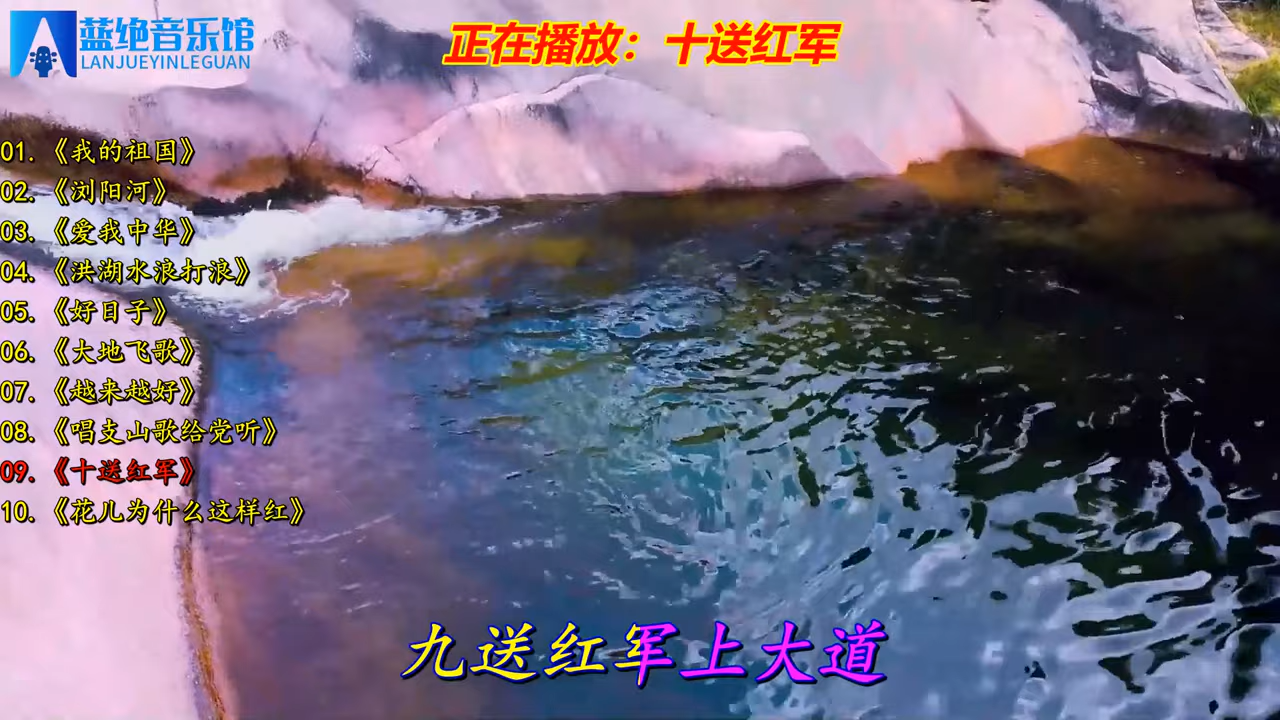 蓝绝音乐馆
LANJUEYINLEGUAN
正在播放：十送红军
01.《我的祖国》
02.《浏阳河》
03.《爱我中华》
04.《洪湖水浪打浪》
05.《好日子》
06.《大地飞歌》
07.《越来越好》
08.《唱支山歌给党听》
09.《十送红军》
10.《花儿为什么这样红》
九送红军上大道